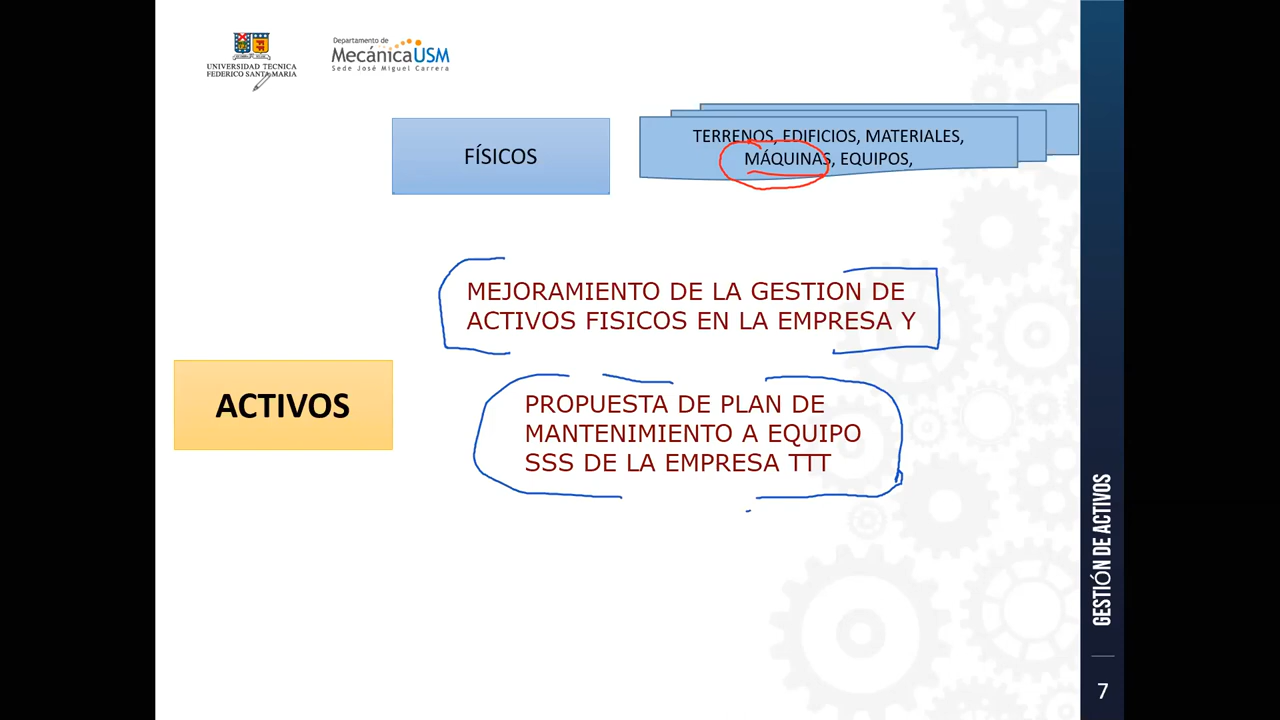 UNIVERSIDAD TECNICA
FEDERICO SANTA MARIA
Departamento de
MecánicaUSM
Sede José Miguel Carrera
FÍSICOS
TERRENOS, EDIFICIOS, MATERIALES,
MÁQUINAS, EQUIPOS,
MEJORAMIENTO DE LA GESTION DE
ACTIVOS FISICOS EN LA EMPRESA Y
ACTIVOS
PROPUESTA DE PLAN DE
MANTENIMIENTO A EQUIPO
SSS DE LA EMPRESA TTT
GESTIÓN DE ACTIVOS
7